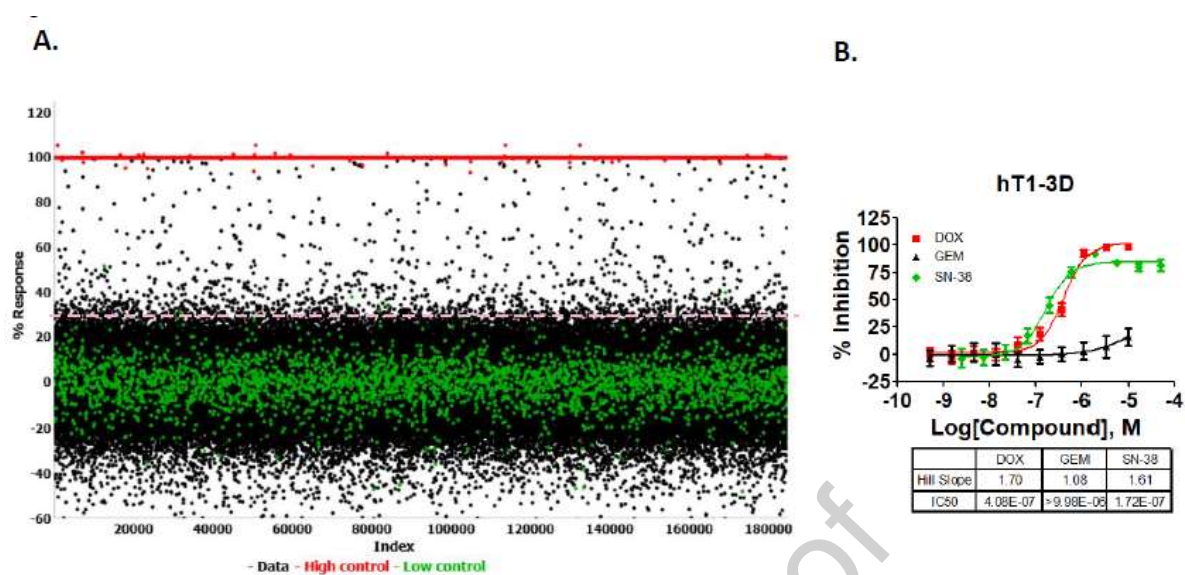 A.
B.
120
100
80
60
40
20
0
-20
-40
-60
% Response
20000 40000 60000 80000 100000 120000 140000 160000 180000
Index
- Data - High control - Low control
hT1-3D
125
100
75
50
25
0
-25
% Inhibition
DOX
GEM
SN-38
-10 -9 -8 -7 -6 -5 -4
Log[Compound], M
DOX GEM SN-38
Hill Slope 1.70 1.08 1.61
IC50 4.08E-07 >9.98E-06 1.72E-07
of